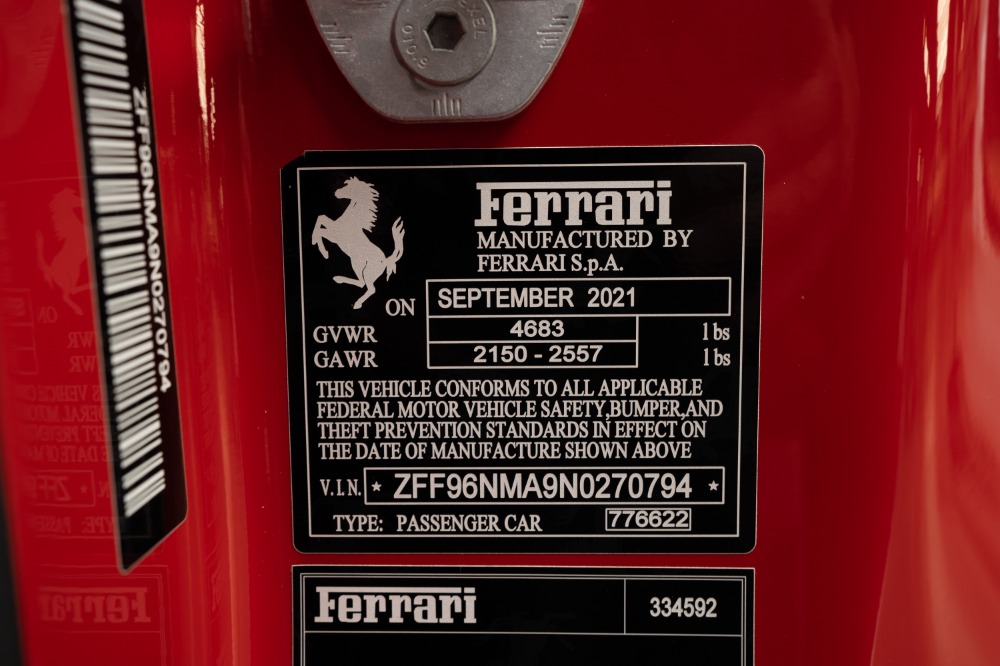 ZFF96NMA9N0270794
Ferrari
MANUFACTURED BY
FERRARI S.p.A.
ON SEPTEMBER 2021
GVWR 4683 lbs
GAWR 2150 - 2557 lbs
THIS VEHICLE CONFORMS TO ALL APPLICABLE
FEDERAL MOTOR VEHICLE SAFETY,BUMPER,AND
THEFT PREVENTION STANDARDS IN EFFECT ON
THE DATE OF MANUFACTURE SHOWN ABOVE
V.I.N. * ZFF96NMA9N0270794 *
TYPE: PASSENGER CAR 776622
Ferrari 334592